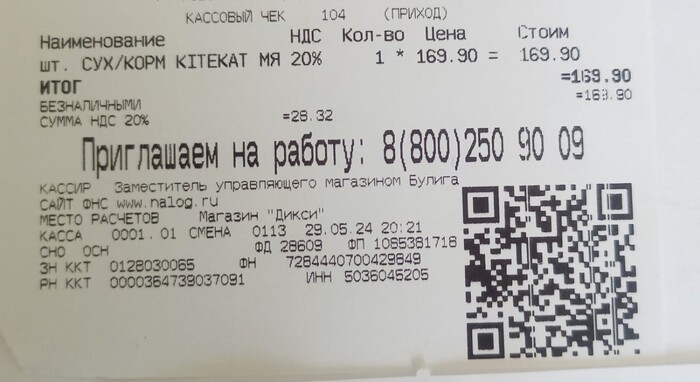 КАССОВЫЙ ЧЕК 104 (ПРИХОД)
Наименование НДС Кол-во Цена Стоим
шт. СУХ/КОРМ KITEKAT МЯ 20% 1 * 169.90 = 169.90
ИТОГ =169.90
БЕЗНАЛИЧНЫМИ =169.90
СУММА НДС 20% =28.32
Приглашаем на работу: 8(800)250 90 09
КАССИР Заместитель управляющего магазином Булига
САЙТ ФНС www.nalog.ru
МЕСТО РАСЧЕТОВ Магазин "Дикси"
КАССА 0001.01 СМЕНА 0113 29.05.24 20:21
СНО ОСН ФД 28609 ФП 1065381718
ЗН ККТ 0128030065 ФН 7284440700429849
РН ККТ 0000364739037091 ИНН 5036045205